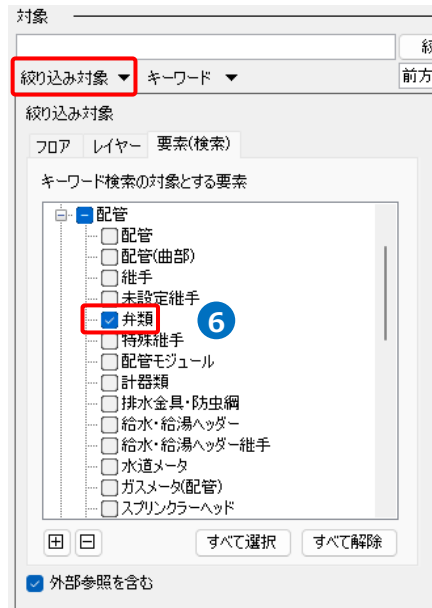 対象
絞り込み対象 ▼ キーワード ▼ 前方
絞り込み対象
フロア レイヤー 要素(検索)
キーワード検索の対象とする要素
配管
配管
配管(曲部)
継手
未設定継手
弁類 6
特殊継手
配管モジュール
計器類
排水金具・防虫網
給水・給湯ヘッダー
給水・給湯ヘッダー継手
水道メータ
ガスメータ(配管)
スプリンクラーヘッド
すべて選択 すべて解除
外部参照を含む